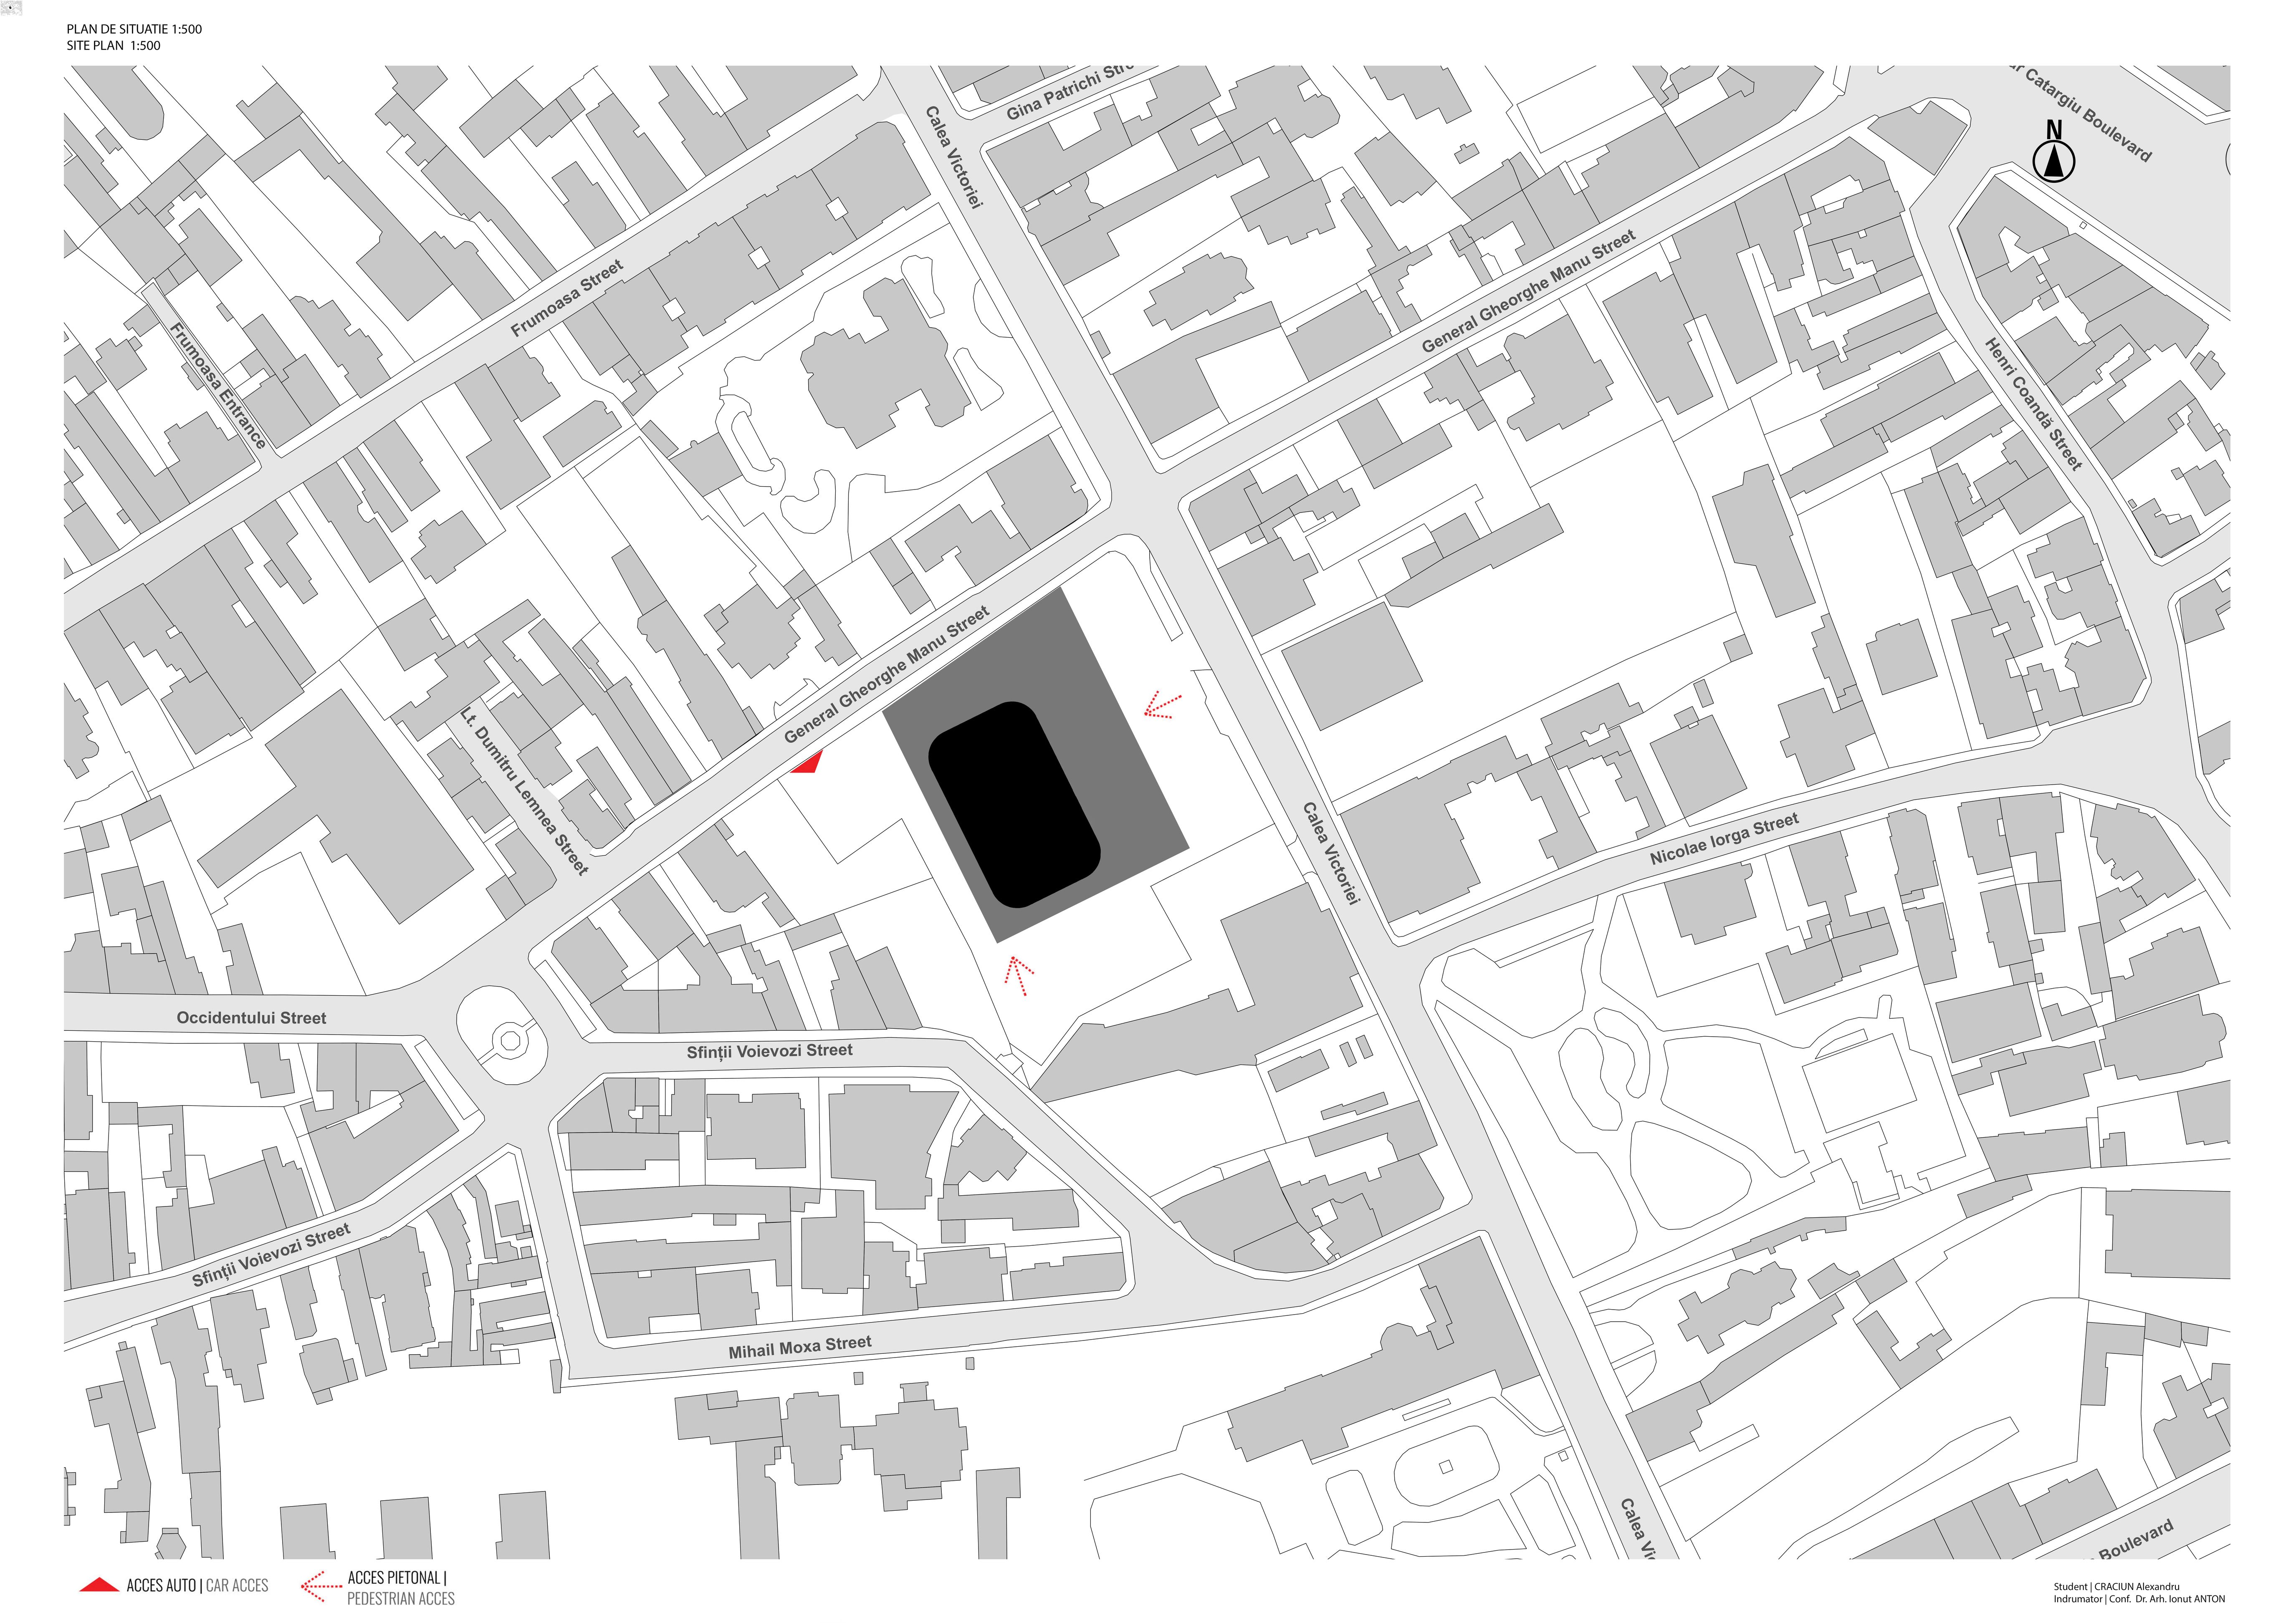 PLAN DE SITUATIE 1:500
SITE PLAN 1:500
Gina Patrichi
Catargiu Boulevard
N
Calea Victoriei
Frumoasa Street
General Gheorghe Manu Street
Frumoasa Entrance
Henri Coandă Street
General Gheorghe Manu Street
Lt. Dumitru Lemnea Street
Calea Victoriei
Nicolae Iorga Street
Occidentului Street
Sfinții Voievozi Street
Sfinții Voievozi Street
Mihail Moxa Street
Calea
Boulevard
ACCES AUTO | CAR ACCES
ACCES PIETONAL |
PEDESTRIAN ACCES
Student | CRACIUN Alexandru
Indrumator | Conf. Dr. Arh. Ionut ANTON